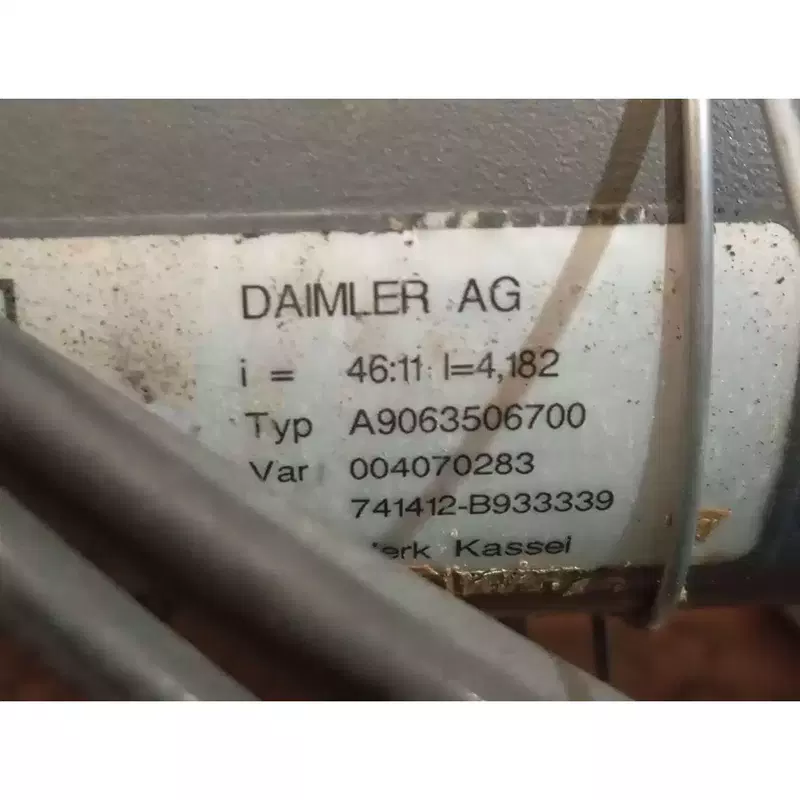 DAIMLER AG
i = 46:11 I=4,182
Typ A9063506700
Var 004070283
741412-B933339
Kassel